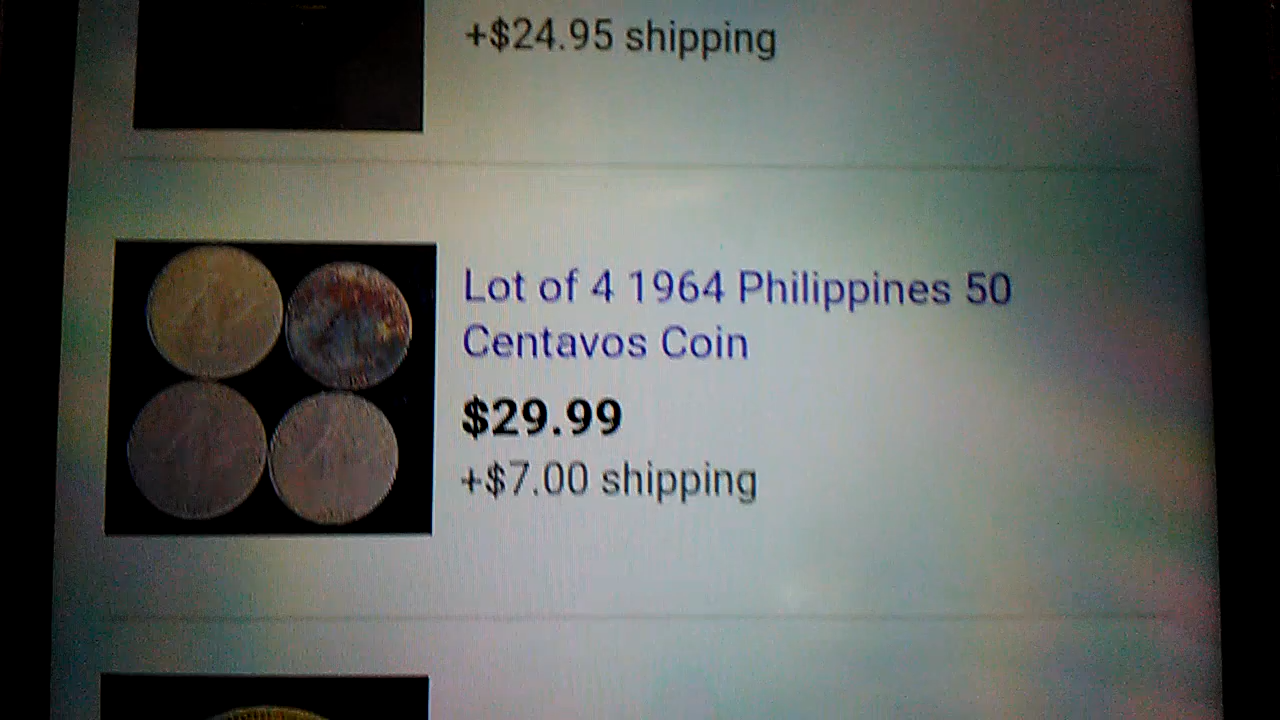 +$24.95 shipping
Lot of 4 1964 Philippines 50
Centavos Coin
$29.99
+$7.00 shipping